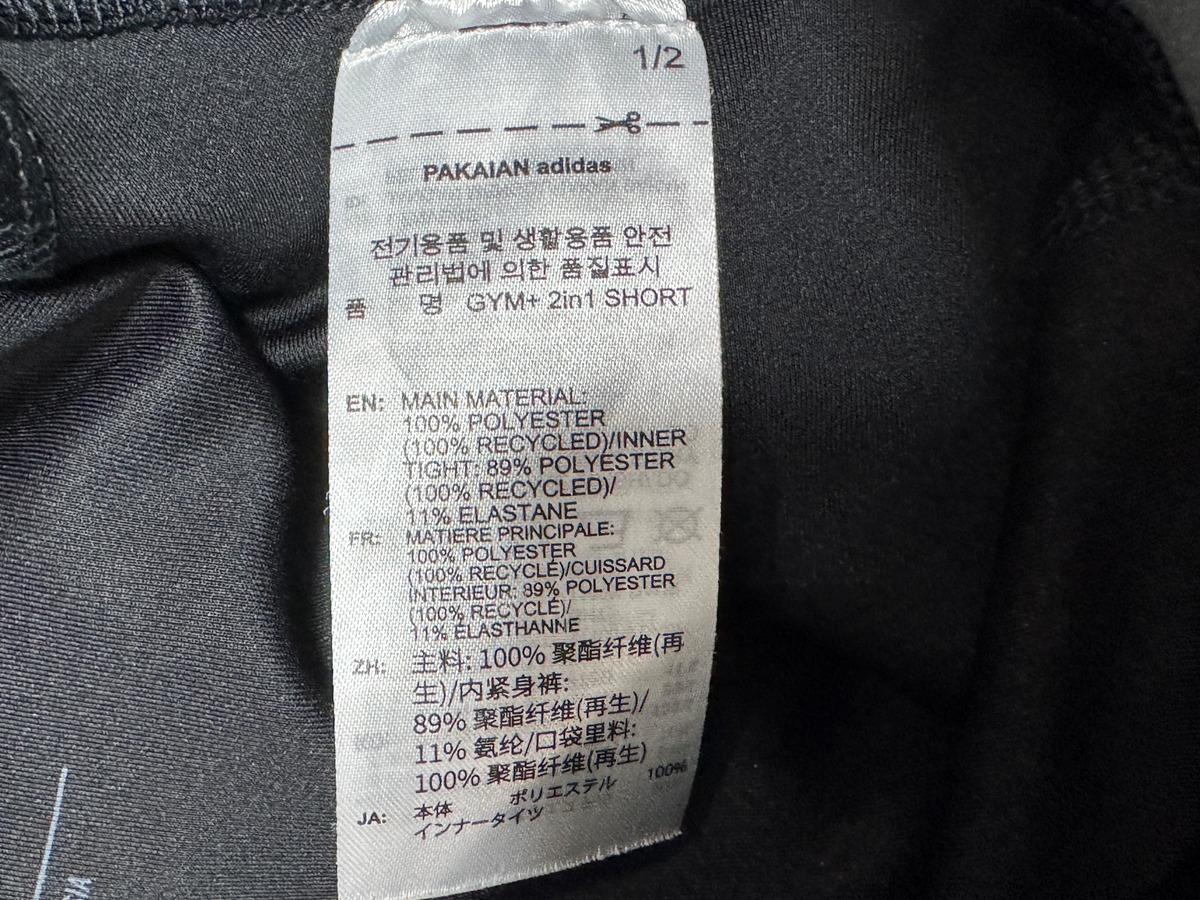 1/2
PAKAIAN adidas
전기용품 및 생활용품 안전
관리법에 의한 품질표시
품 명 GYM+ 2in1 SHORT
EN: MAIN MATERIAL:
100% POLYESTER
(100% RECYCLED)/INNER
TIGHT: 89% POLYESTER
(100% RECYCLED)/
11% ELASTANE
FR: MATIERE PRINCIPALE:
100% POLYESTER
(100% RECYCLÉ)/CUISSARD
INTERIEUR: 89% POLYESTER
(100% RECYCLÉ)/
11% ÉLASTHANNE
ZH: 主料: 100% 聚酯纤维(再
生)/内紧身裤:
89% 聚酯纤维(再生)/
11% 氨纶/口袋里料:
100% 聚酯纤维(再生)
JA: 本体 ポリエステル 100%
インナータイツ